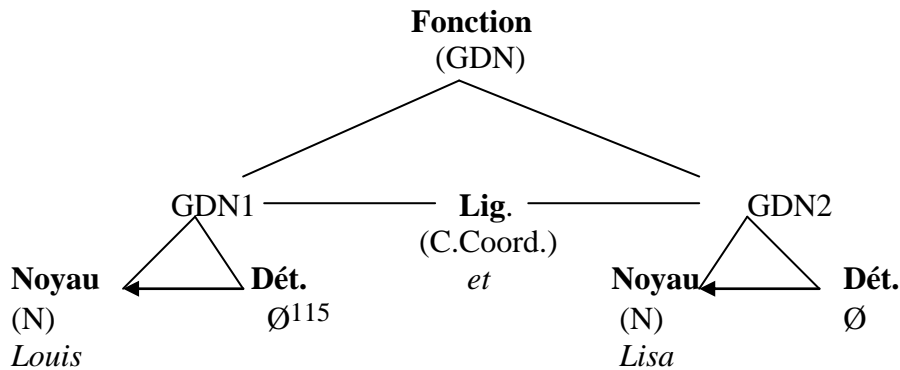 Fonction
(GDN)
GDN1 Lig. GDN2
(C.Coord.)
Noyau Dét. et Noyau Dét.
(N) Ø115 (N) Ø
Louis Lisa